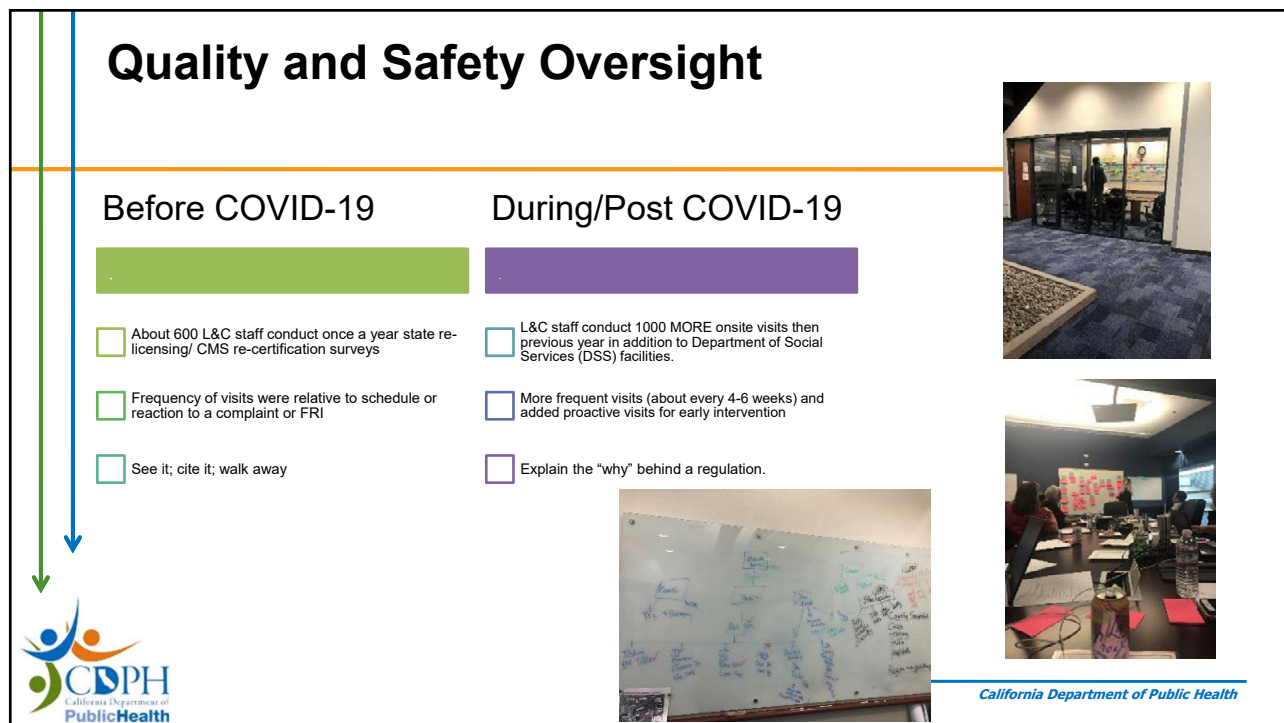 Quality and Safety Oversight
Before COVID-19
.
About 600 L&C staff conduct once a year state re-
licensing/ CMS re-certification surveys
Frequency of visits were relative to schedule or
reaction to a complaint or FRI
See it; cite it; walk away
During/Post COVID-19
.
L&C staff conduct 1000 MORE onsite visits then
previous year in addition to Department of Social
Services (DSS) facilities.
More frequent visits (about every 4-6 weeks) and
added proactive visits for early intervention
Explain the “why” behind a regulation.
CDPH
California Department of
PublicHealth
California Department of Public Health